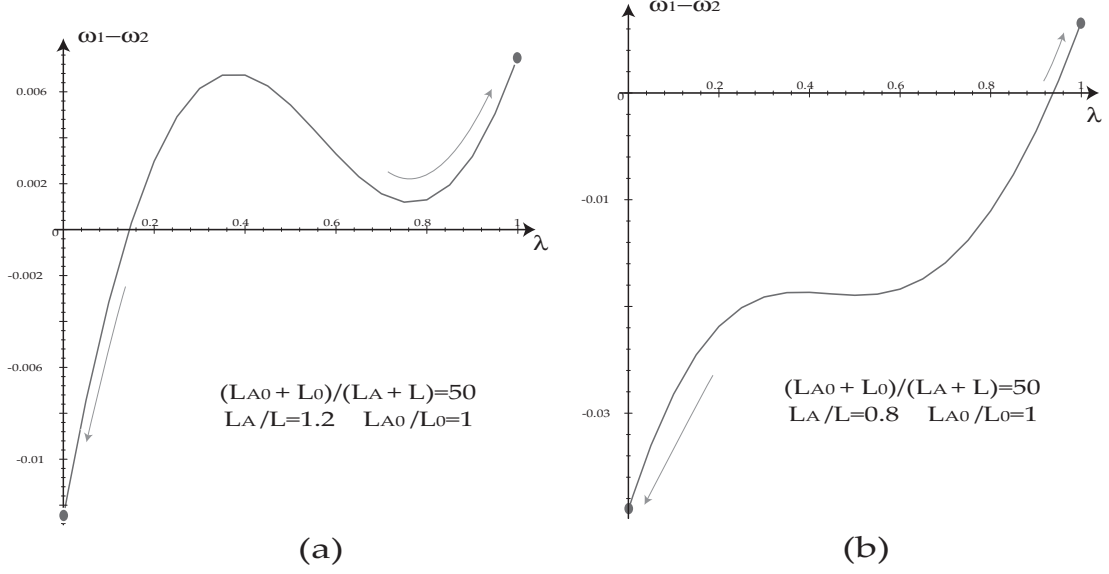 ω1−ω2
0.006
0.002
0
0.2
0.4
0.6
0.8
1
λ
-0.002
-0.006
-0.01
(LA0 + L0)/(LA + L)=50
LA/L=1.2 LA0/L0=1
(a)
ω1−ω2
0
0.2
0.4
0.6
0.8
1
λ
-0.01
-0.03
(LA0 + L0)/(LA + L)=50
LA/L=0.8 LA0/L0=1
(b)